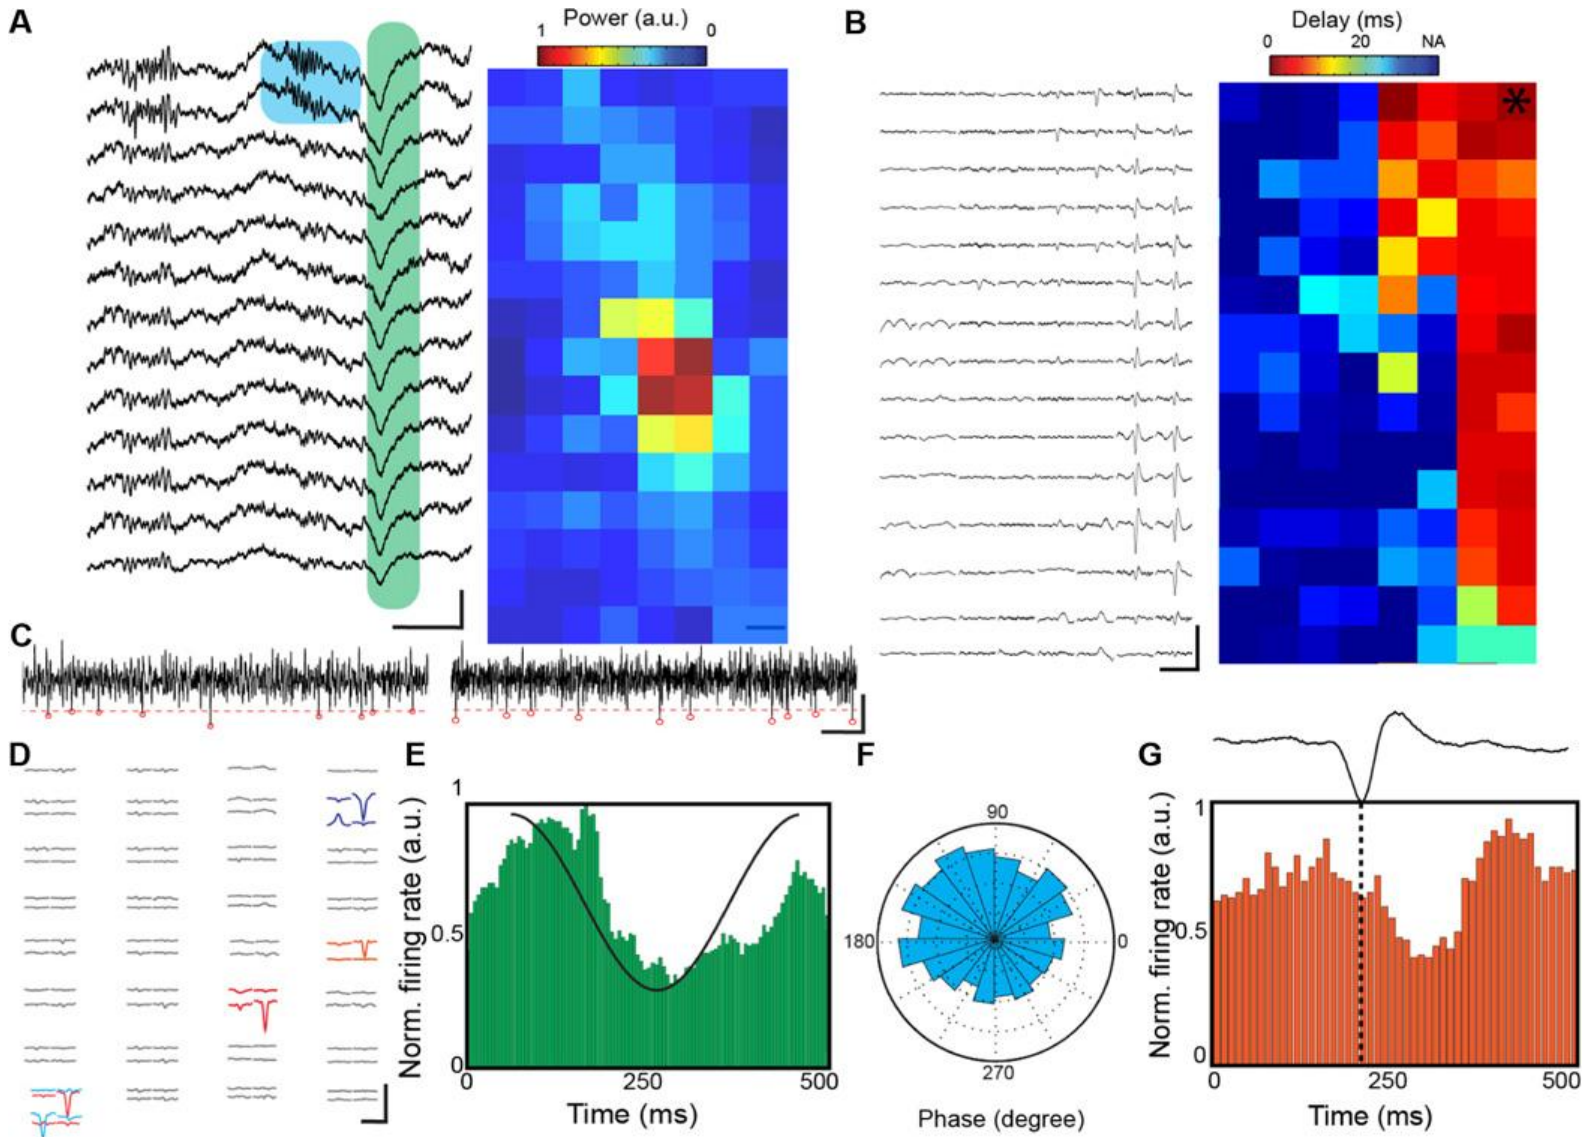 A
Power (a.u.)
1 0
B
Delay (ms)
0 20 NA
*
C
D
E
Norm. firing rate (a.u.)
1
0.5
0
0 250 500
Time (ms)
F
90
180 0
270
Phase (degree)
G
Norm. firing rate (a.u.)
1
0.5
0
0 250 500
Time (ms)